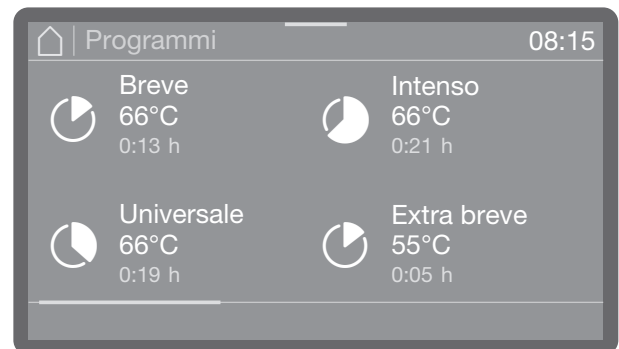 Programmi
08:15
Breve
66°C
0:13 h
Intenso
66°C
0:21 h
Universale
66°C
0:19 h
Extra breve
55°C
0:05 h